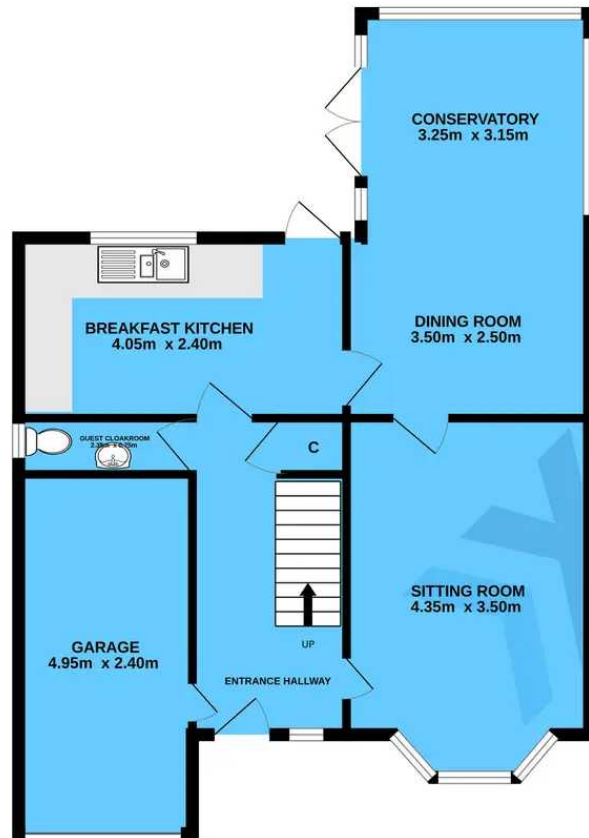 CONSERVATORY
3.25m x 3.15m
BREAKFAST KITCHEN
4.05m x 2.40m
DINING ROOM
3.50m x 2.50m
GUEST CLOAKROOM
C
SITTING ROOM
4.35m x 3.50m
GARAGE
4.95m x 2.40m
UP
ENTRANCE HALLWAY